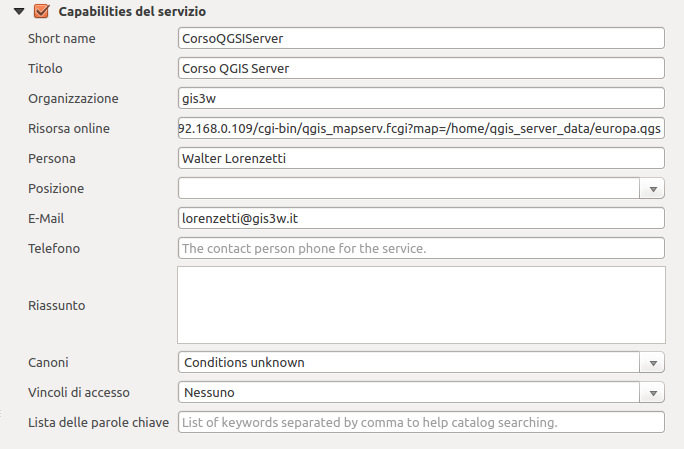 Capabilities del servizio
Short name CorsoQGSIServer
Titolo Corso QGIS Server
Organizzazione gis3w
Risorsa online 92.168.0.109/cgi-bin/qgis_mapserv.fcgi?map=/home/qgis_server_data/europa.qgs
Persona Walter Lorenzetti
Posizione
E-Mail lorenzetti@gis3w.it
Telefono The contact person phone for the service.
Riassunto
Canoni Conditions unknown
Vincoli di accesso Nessuno
Lista delle parole chiave List of keywords separated by comma to help catalog searching.